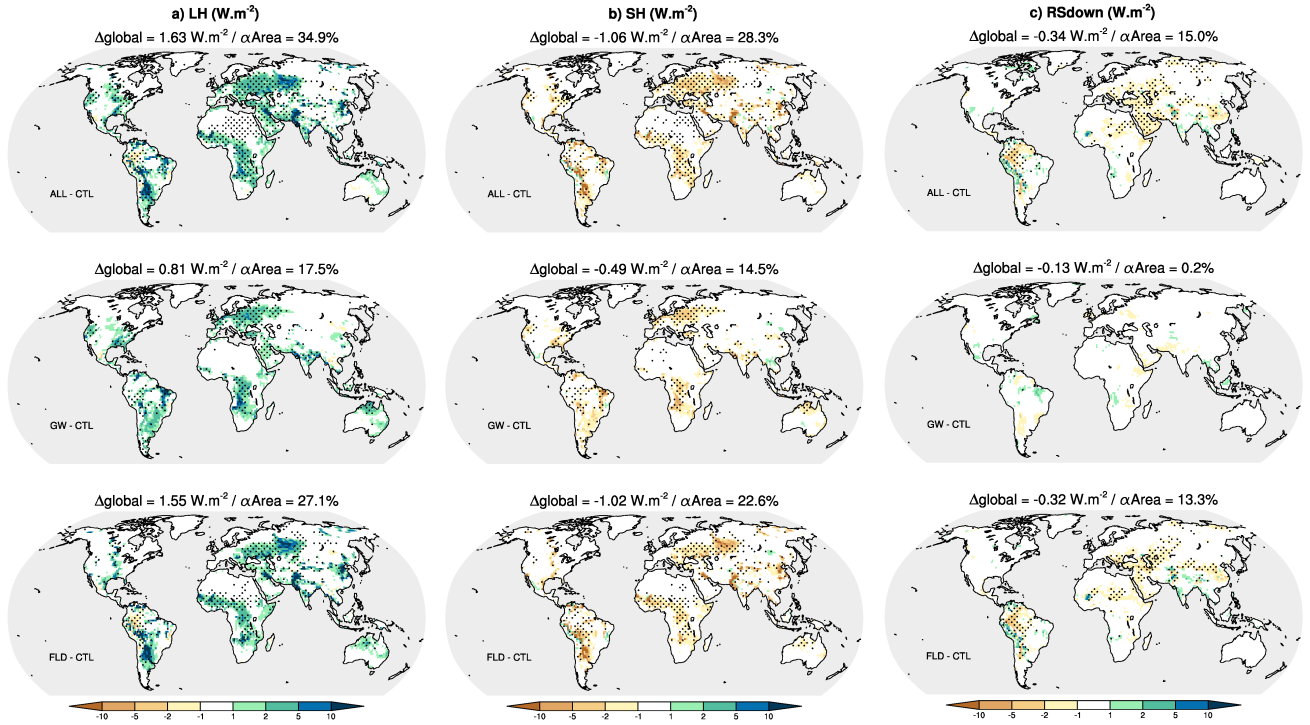 a) LH (W.m-2)
b) SH (W.m-2)
c) RSdown (W.m-2)
Δglobal = 1.63 W.m-2 / αArea = 34.9%
Δglobal = -1.06 W.m-2 / αArea = 28.3%
Δglobal = -0.34 W.m-2 / αArea = 15.0%
ALL - CTL
ALL - CTL
ALL - CTL
Δglobal = 0.81 W.m-2 / αArea = 17.5%
Δglobal = -0.49 W.m-2 / αArea = 14.5%
Δglobal = -0.13 W.m-2 / αArea = 0.2%
GW - CTL
GW - CTL
GW - CTL
Δglobal = 1.55 W.m-2 / αArea = 27.1%
Δglobal = -1.02 W.m-2 / αArea = 22.6%
Δglobal = -0.32 W.m-2 / αArea = 13.3%
FLD - CTL
FLD - CTL
FLD - CTL
-10 -5 -2 -1 1 2 5 10
-10 -5 -2 -1 1 2 5 10
-10 -5 -2 -1 1 2 5 10